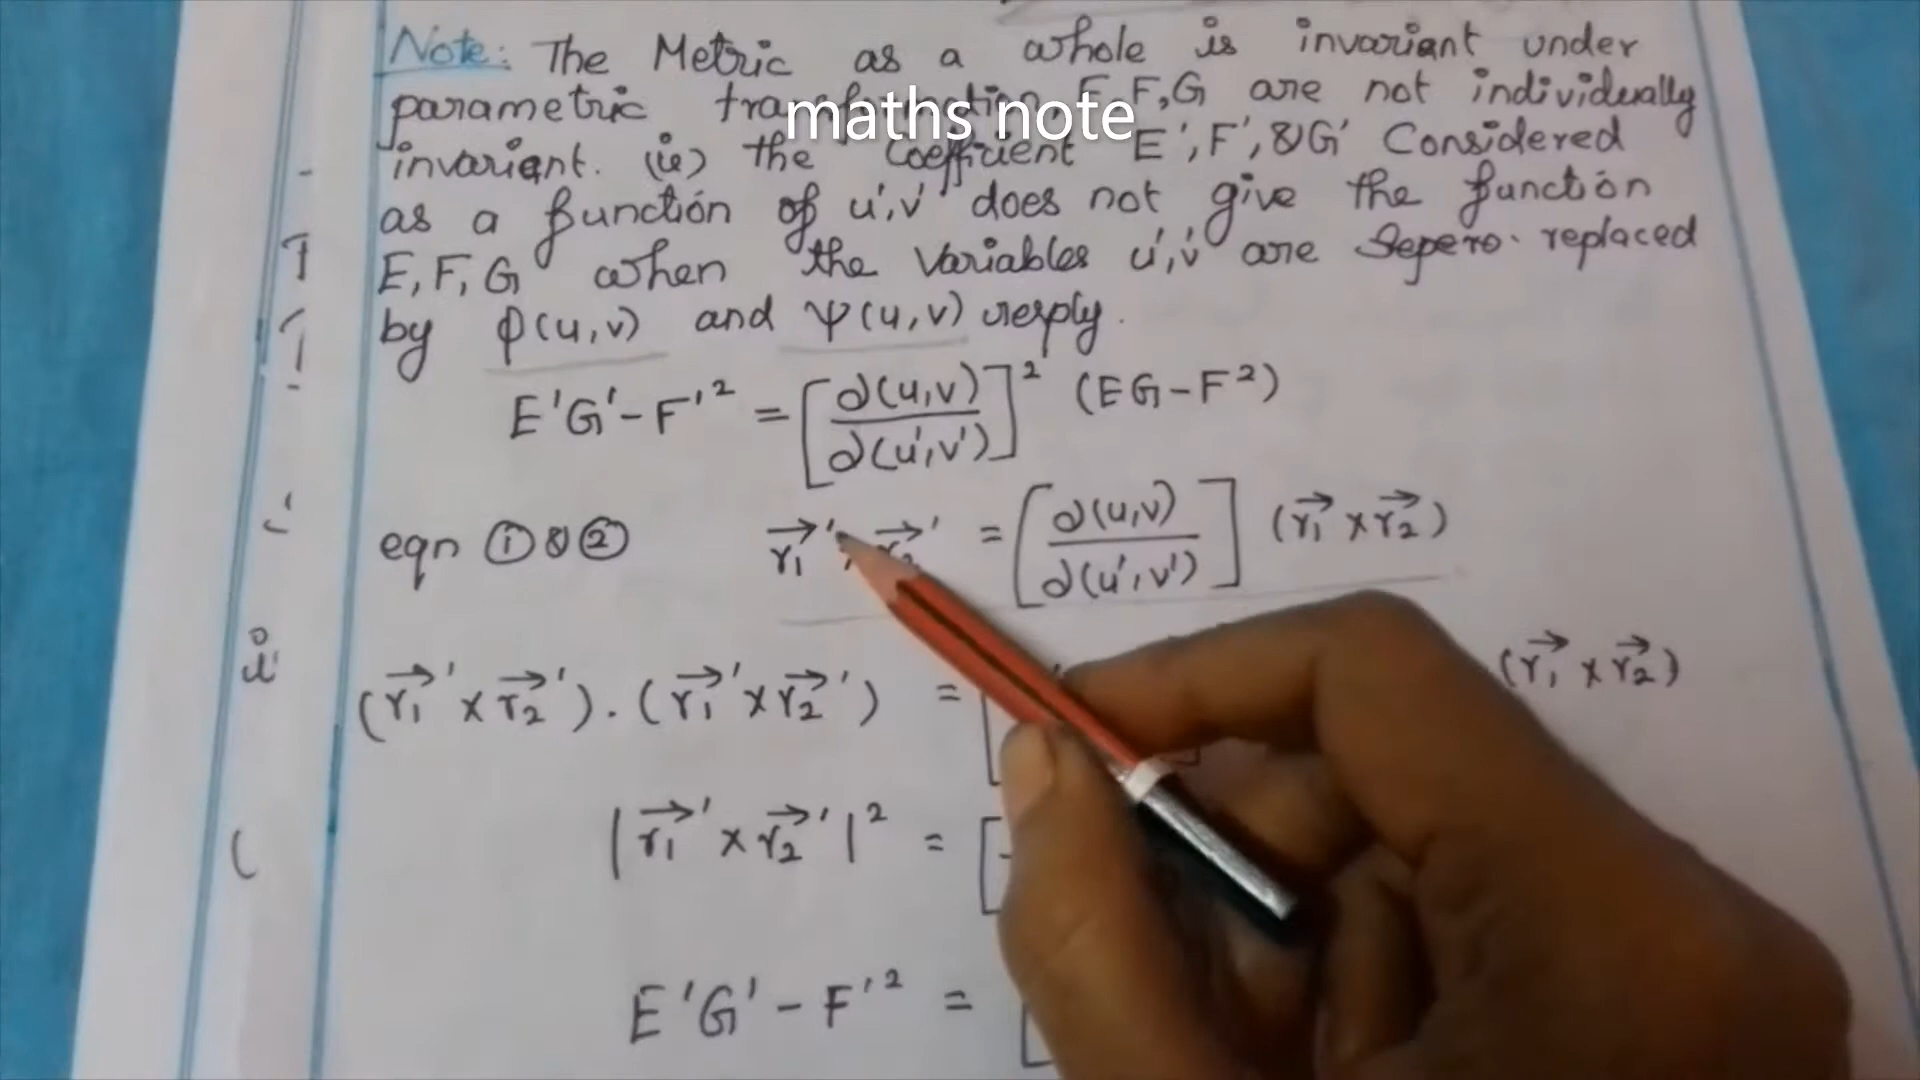 Note: The Metric as a whole is invariant under
parametric E, F, G are not individually
maths note
invariant. (ie) the Coefficient E', F', & G' Considered
as a function of u', v' does not give the function
E, F, G when the Variables u', v' are replaced
by φ(u, v) and ψ(u, v) resply.
E'G' - F'² = [∂(u,v)/∂(u',v')]² (EG - F²)
eqn ① & ② r₁⃗' r₂⃗' = [∂(u,v)/∂(u',v')] (r₁⃗ × r₂⃗)
(r₁⃗' × r₂⃗') . (r₁⃗' × r₂⃗') = [ (r₁⃗ × r₂⃗)
|r₁⃗' × r₂⃗'|² = [
E'G' - F'² = [